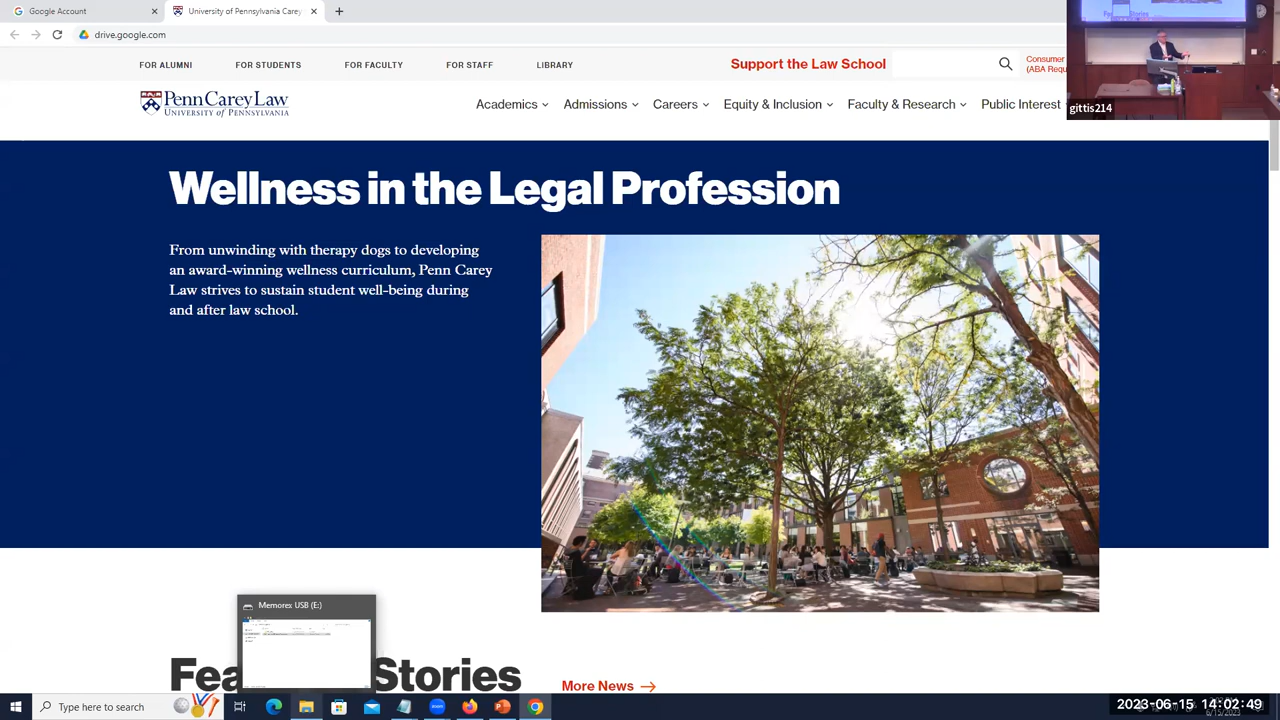 Google Account
University of Pennsylvania Carey
drive.google.com
FOR ALUMNI
FOR STUDENTS
FOR FACULTY
FOR STAFF
LIBRARY
Support the Law School
Consumer
(ABA Requ
Penn Carey Law
UNIVERSITY of PENNSYLVANIA
Academics
Admissions
Careers
Equity & Inclusion
Faculty & Research
Public Interest
gittis214
Wellness in the Legal Profession
From unwinding with therapy dogs to developing
an award-winning wellness curriculum, Penn Carey
Law strives to sustain student well-being during
and after law school.
Memorex USB (E:)
Fea
Stories
More News
Type here to search
zoom
2023-06-15 14:02:49